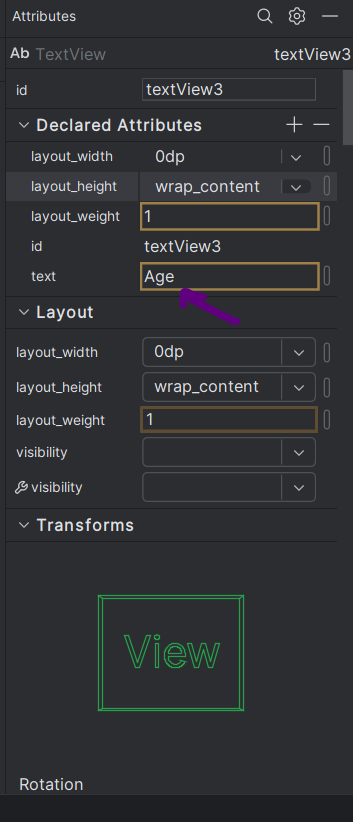 Attributes
Ab TextView textView3
id textView3
Declared Attributes
layout_width 0dp
layout_height wrap_content
layout_weight 1
id textView3
text Age
Layout
layout_width 0dp
layout_height wrap_content
layout_weight 1
visibility
visibility
Transforms
View
Rotation